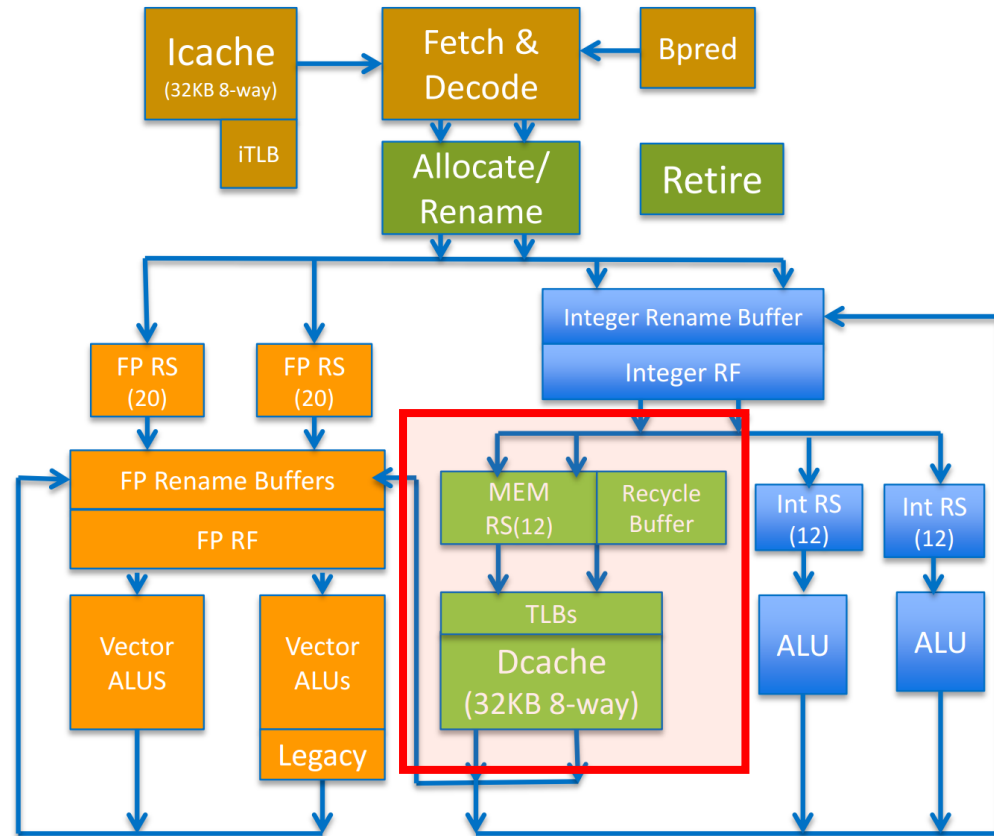 Icache
(32KB 8-way)
iTLB
Fetch &
Decode
Bpred
Allocate/
Rename
Retire
Integer Rename Buffer
Integer RF
FP RS
(20)
FP RS
(20)
FP Rename Buffers
FP RF
MEM
RS(12)
Recycle
Buffer
Int RS
(12)
Int RS
(12)
Vector
ALUS
Vector
ALUs
Legacy
TLBs
Dcache
(32KB 8-way)
ALU
ALU